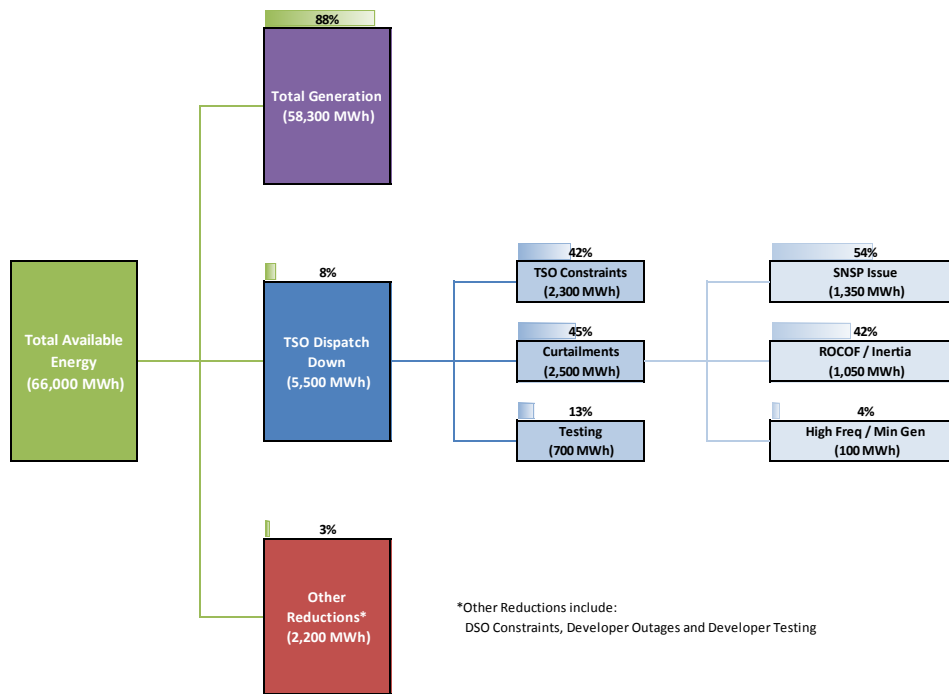 88%
Total Generation
(58,300 MWh)
Total Available
Energy
(66,000 MWh)
8%
TSO Dispatch
Down
(5,500 MWh)
42%
TSO Constraints
(2,300 MWh)
45%
Curtailments
(2,500 MWh)
13%
Testing
(700 MWh)
54%
SNSP Issue
(1,350 MWh)
42%
ROCOF / Inertia
(1,050 MWh)
4%
High Freq / Min Gen
(100 MWh)
3%
Other
Reductions*
(2,200 MWh)
*Other Reductions include:
DSO Constraints, Developer Outages and Developer Testing